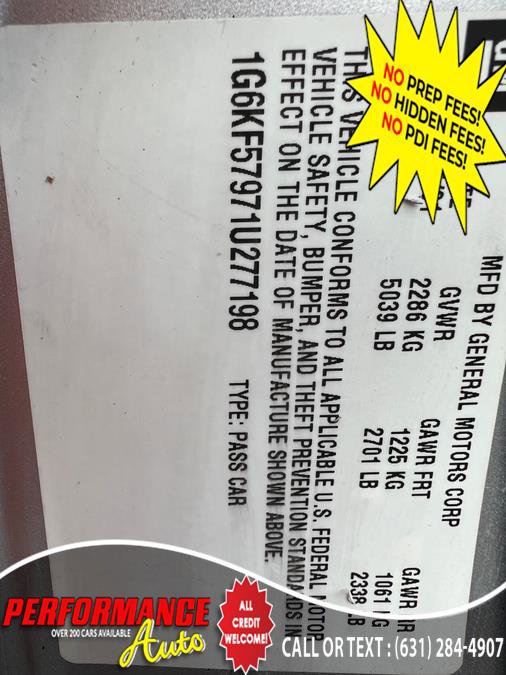 NO PREP FEES!
NO HIDDEN FEES!
NO PDI FEES!
MFD BY GENERAL MOTORS CORP
GVWR GAWR FRT GAWR
2286 KG 1225 KG 1061 KG
5039 LB 2701 LB 2338 LB
THIS VEHICLE CONFORMS TO ALL APPLICABLE U.S. FEDERAL MOTOR
VEHICLE SAFETY, BUMPER, AND THEFT PREVENTION STANDARDS IN
EFFECT ON THE DATE OF MANUFACTURE SHOWN ABOVE.
1G6KF57971U277198 TYPE: PASS CAR
PERFORMANCE
OVER 200 CARS AVAILABLE
Auto
ALL
CREDIT
WELCOME!
CALL OR TEXT : (631) 284-4907